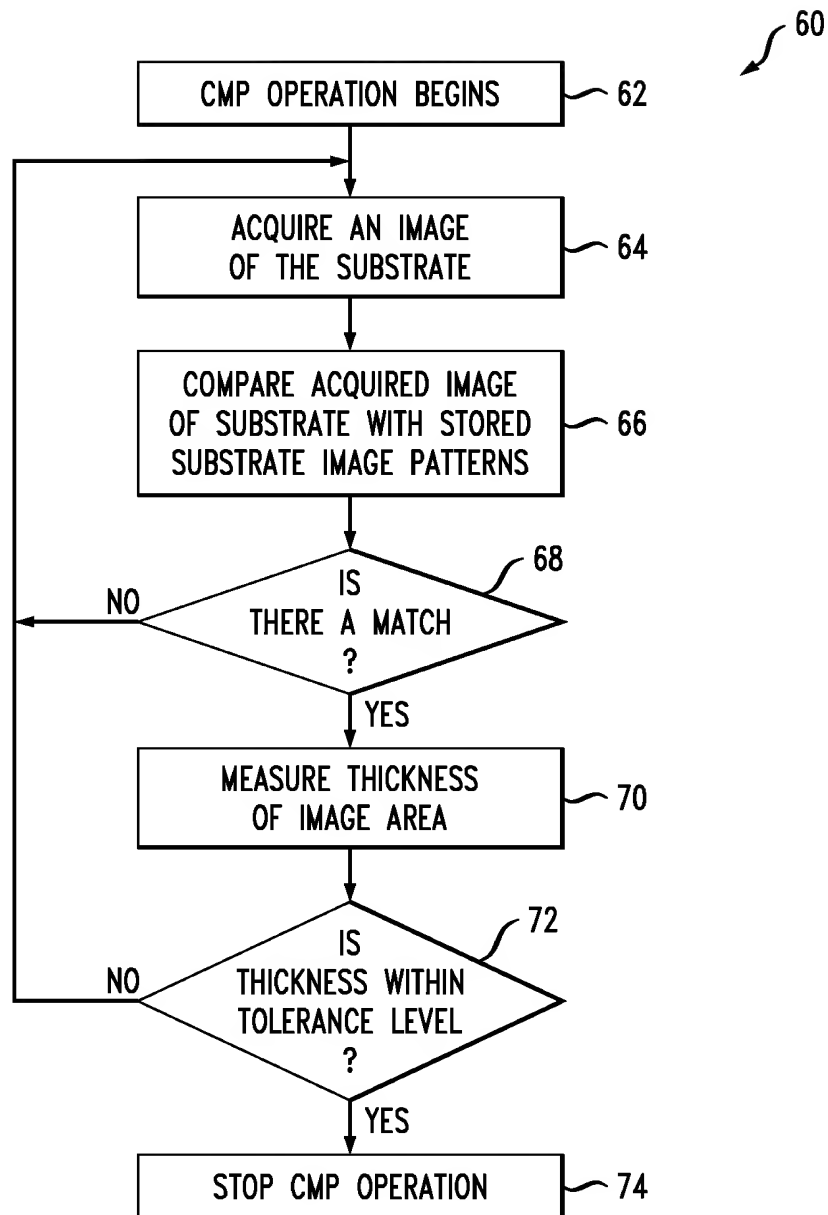 60
CMP OPERATION BEGINS
62
ACQUIRE AN IMAGE
OF THE SUBSTRATE
64
COMPARE ACQUIRED IMAGE
OF SUBSTRATE WITH STORED
SUBSTRATE IMAGE PATTERNS
66
IS
THERE A MATCH
?
68
NO
YES
MEASURE THICKNESS
OF IMAGE AREA
70
IS
THICKNESS WITHIN
TOLERANCE LEVEL
?
72
NO
YES
STOP CMP OPERATION
74